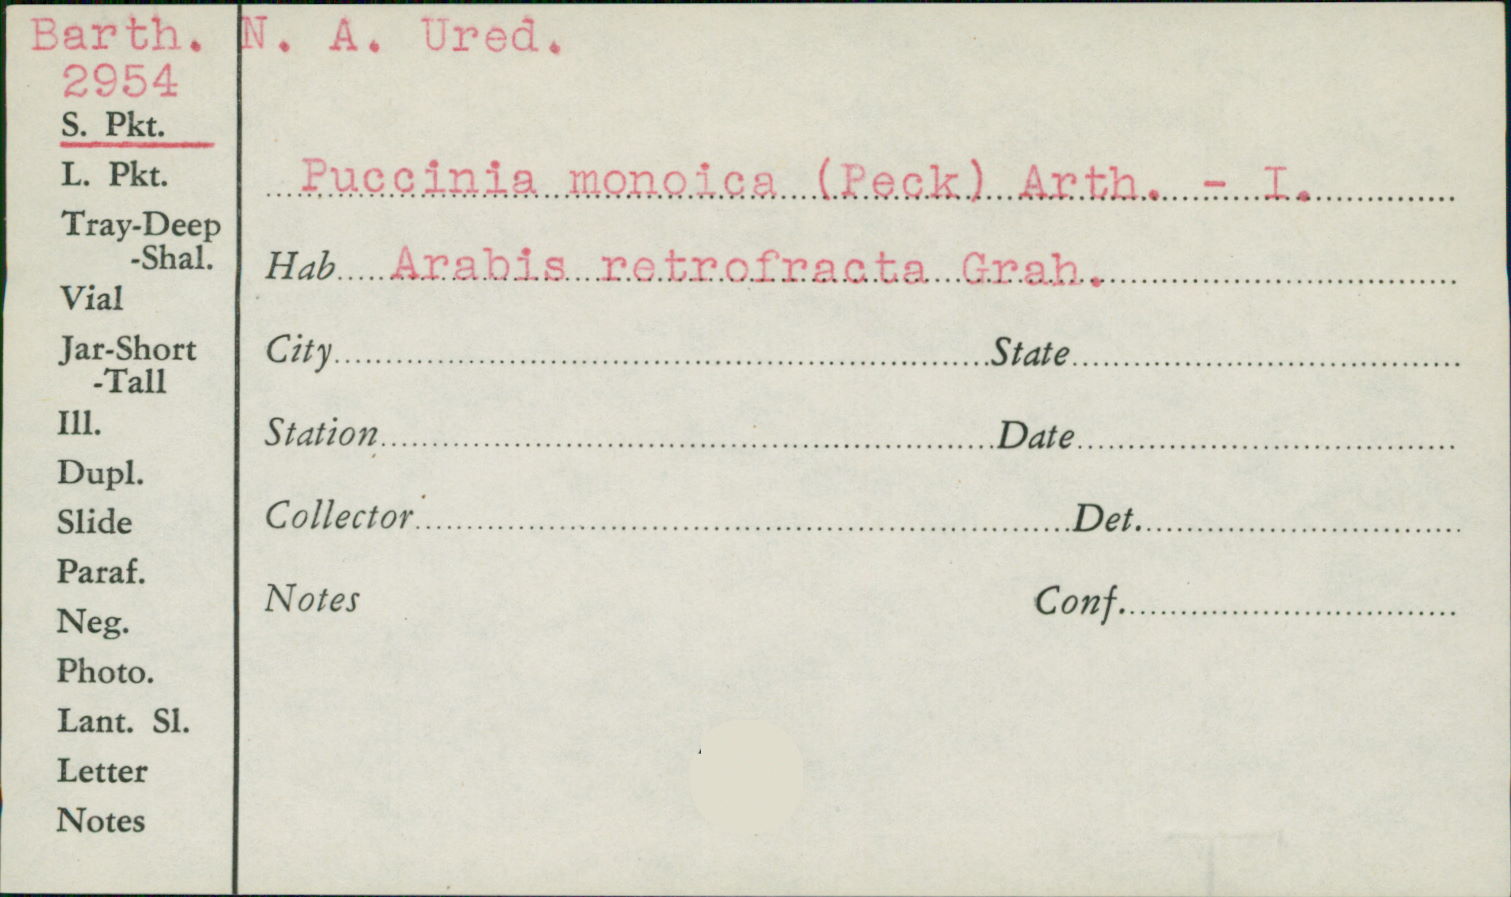 Barth. N. A. Ured.
2954
S. Pkt.
L. Pkt.
Tray-Deep
-Shal.
Vial
Jar-Short
-Tall
Ill.
Dupl.
Slide
Paraf.
Neg.
Photo.
Lant. Sl.
Letter
Notes
Puccinia monoica (Peck) Arth. - I.
Hab Arabis retrofracta Grah.
City State
Station Date
Collector Det.
Notes Conf.